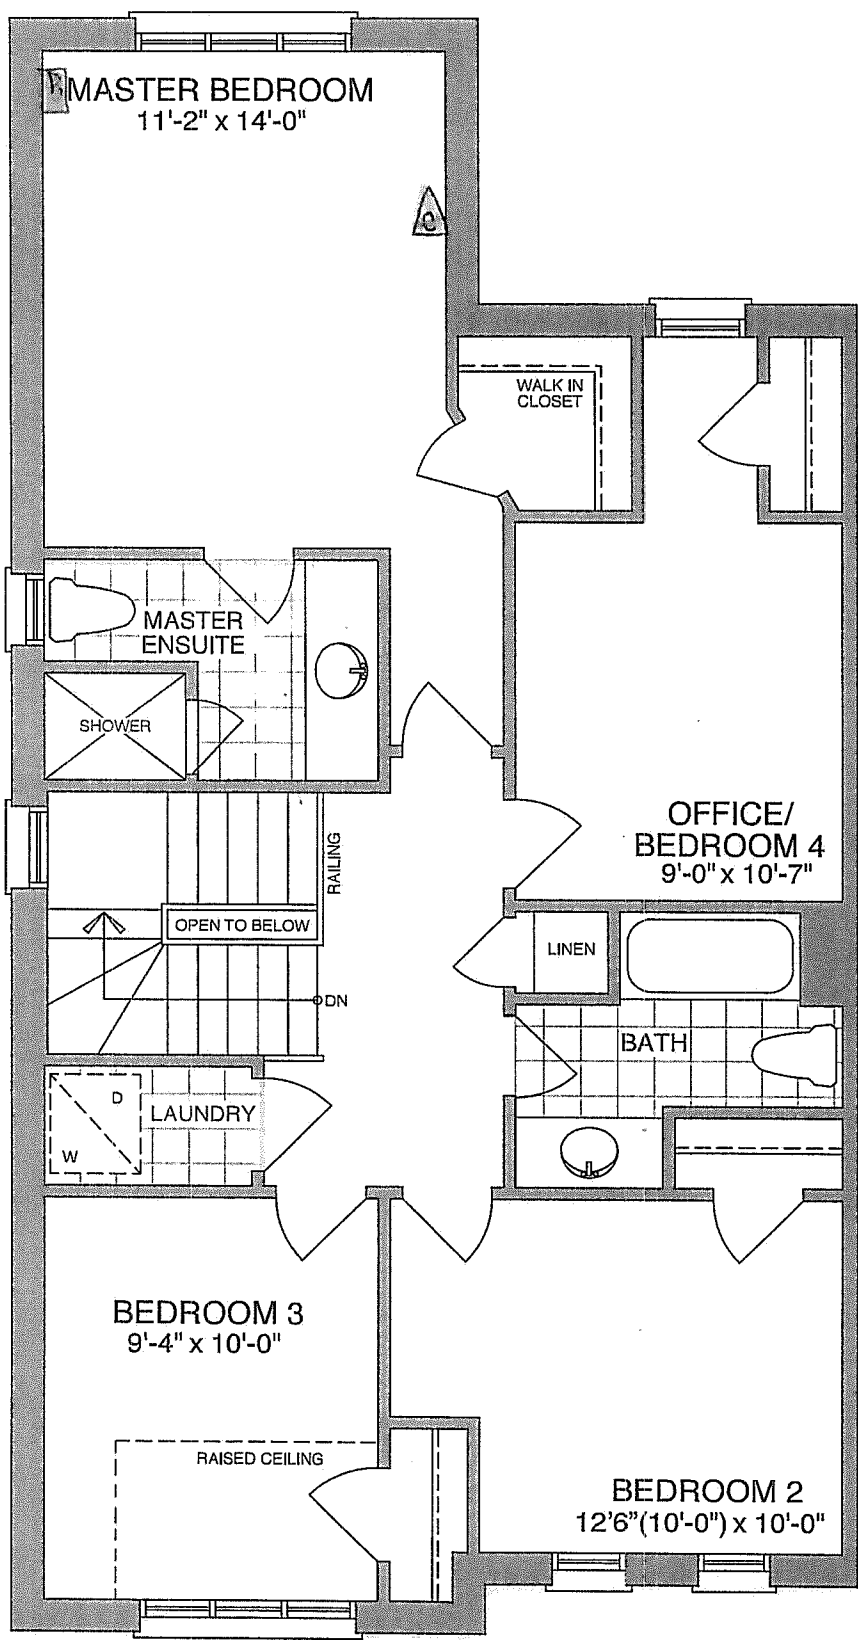 MASTER BEDROOM
11'-2" x 14'-0"
WALK IN
CLOSET
MASTER
ENSUITE
SHOWER
OFFICE/
BEDROOM 4
9'-0" x 10'-7"
RAILING
OPEN TO BELOW
LINEN
DN
BATH
D
LAUNDRY
W
BEDROOM 3
9'-4" x 10'-0"
RAISED CEILING
BEDROOM 2
12'6"(10'-0") x 10'-0"